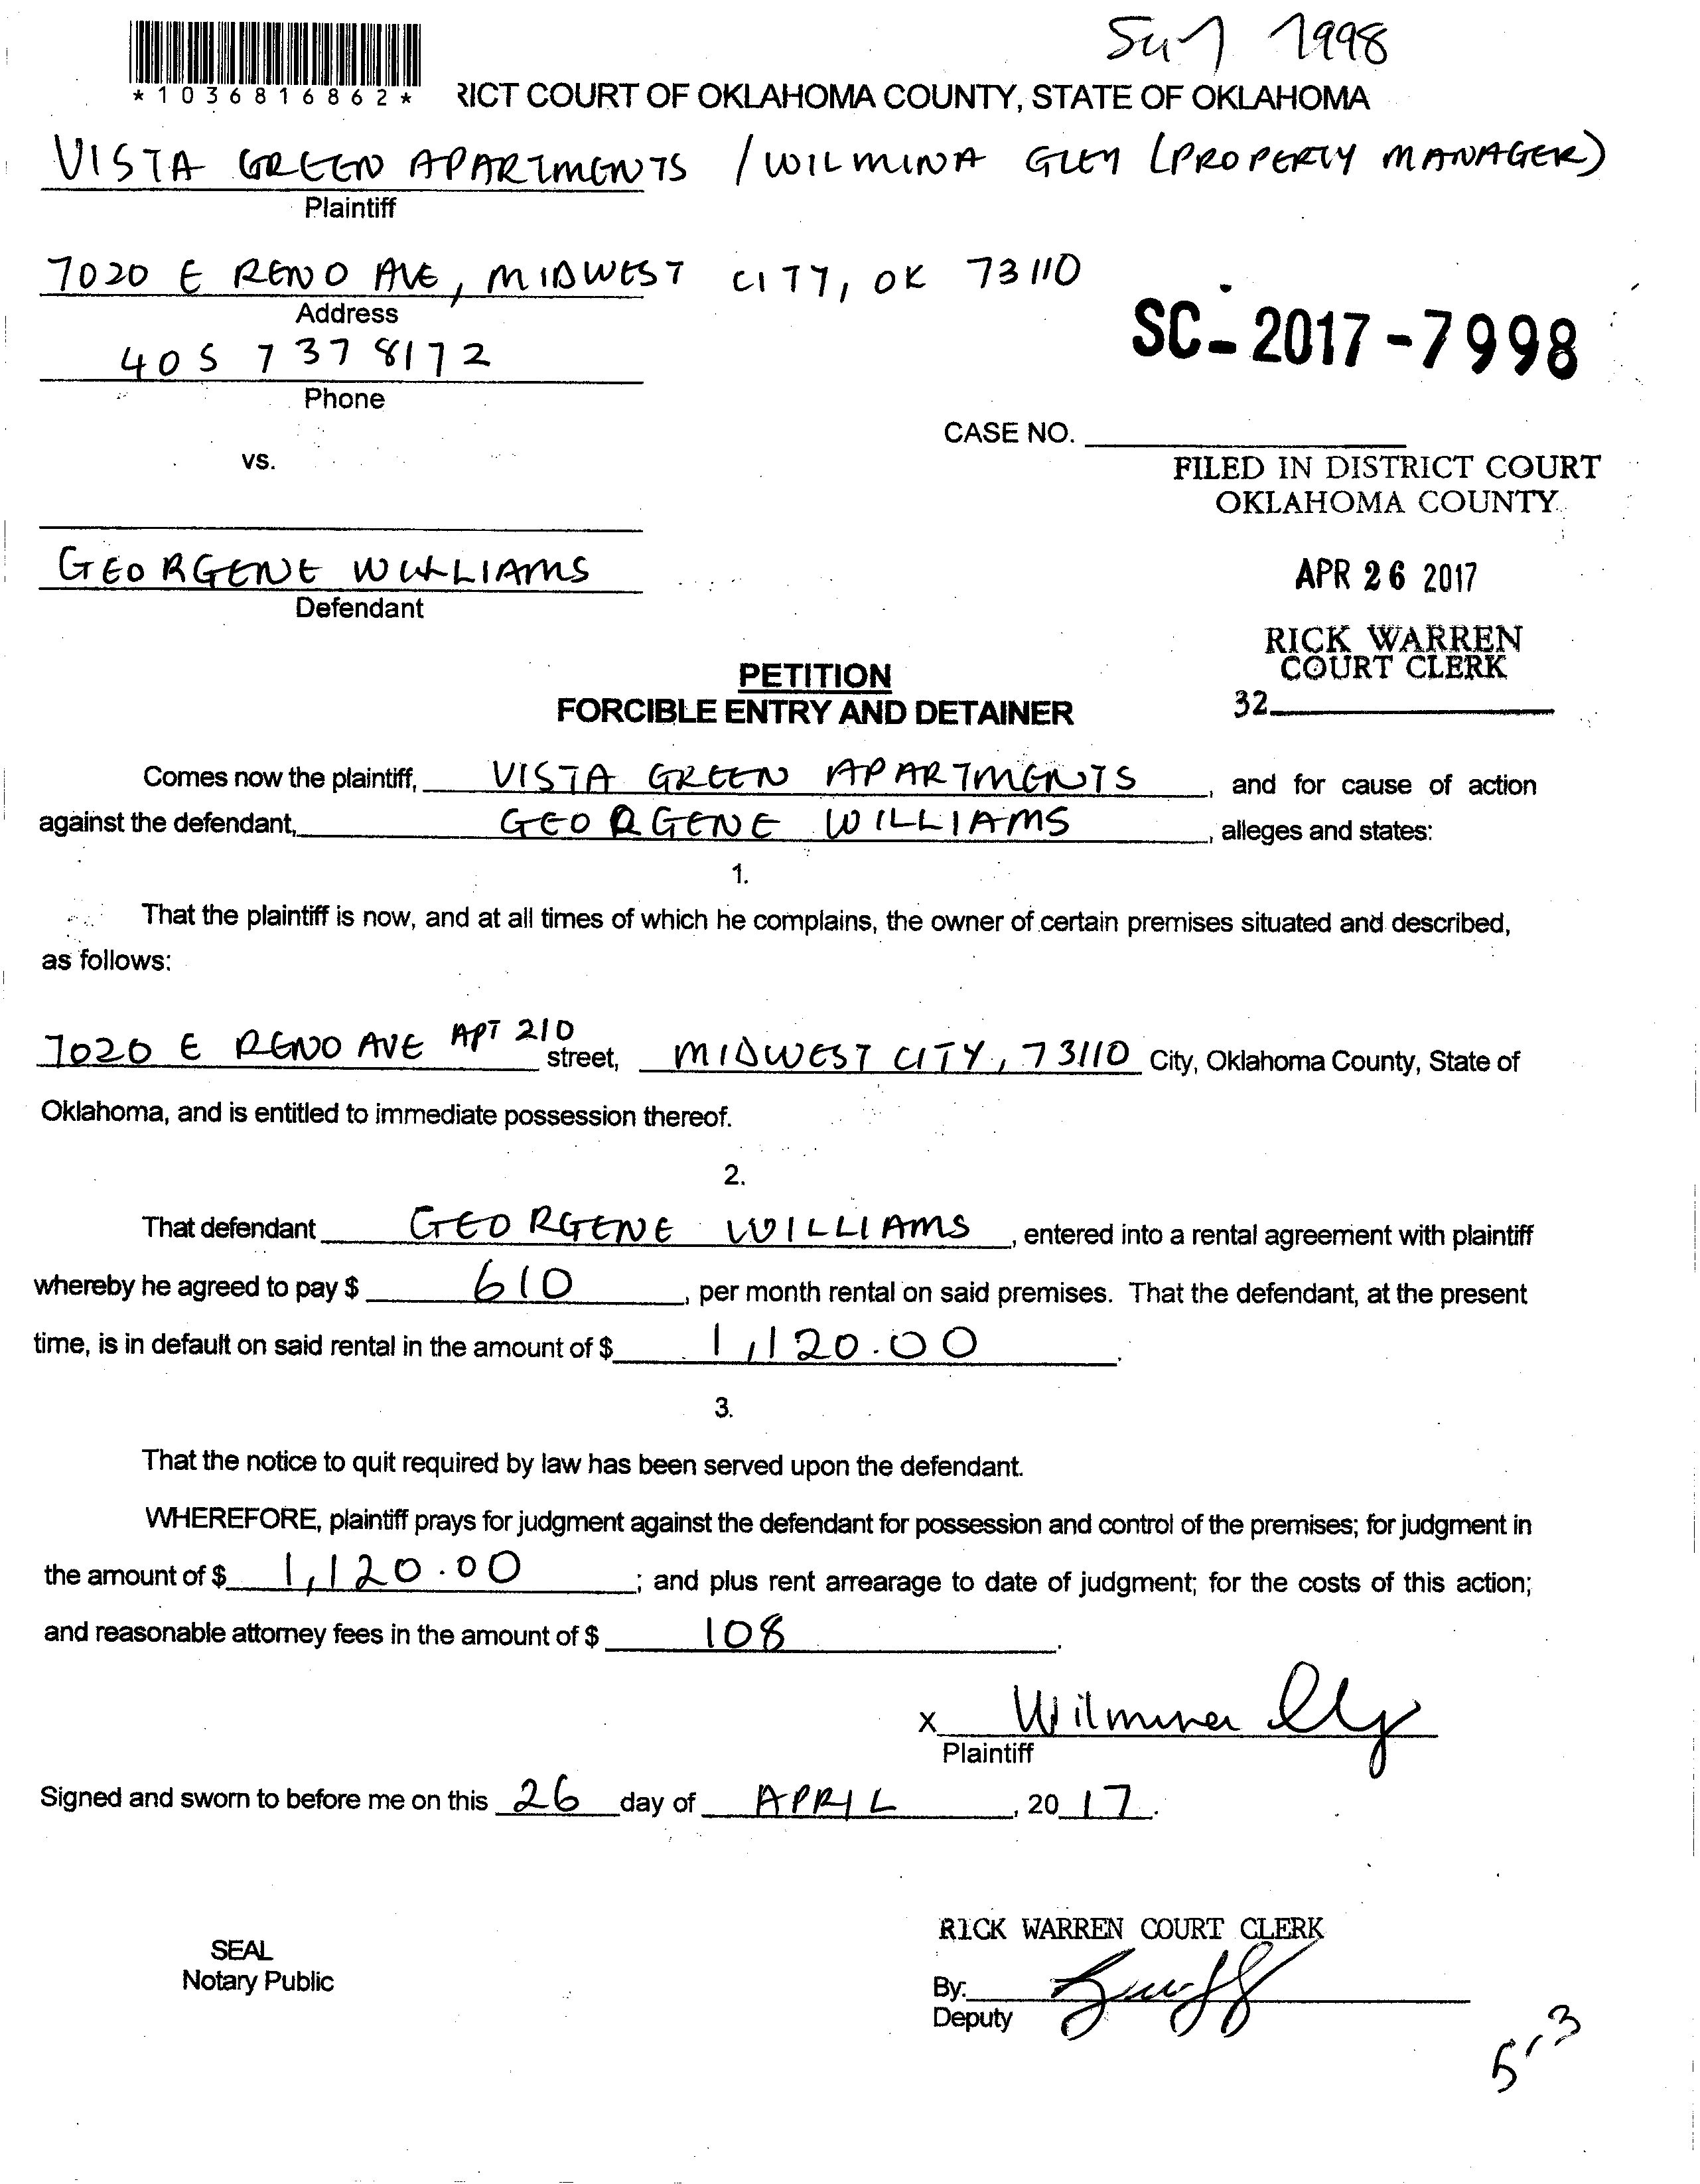 1998
*1036816862* RICT COURT OF OKLAHOMA COUNTY, STATE OF OKLAHOMA
VISTA GREEN APARTMENTS / WILMINA (PROPERTY MANAGER)
Plaintiff
7020 E RENO AVE, MIDWEST CITY, OK 73110
Address
405 737 8172
Phone
SC-2017-7998
CASE NO.
vs.
FILED IN DISTRICT COURT
OKLAHOMA COUNTY
GEORGENE WILLIAMS
Defendant
APR 26 2017
RICK WARREN
COURT CLERK
32
PETITION
FORCIBLE ENTRY AND DETAINER
Comes now the plaintiff, VISTA GREEN APARTMENTS, and for cause of action
against the defendant, GEORGENE WILLIAMS, alleges and states:
1.
That the plaintiff is now, and at all times of which he complains, the owner of certain premises situated and described,
as follows:
7020 E RENO AVE APT 210 street, MIDWEST CITY, 73110 City, Oklahoma County, State of
Oklahoma, and is entitled to immediate possession thereof.
2.
That defendant GEORGENE WILLIAMS, entered into a rental agreement with plaintiff
whereby he agreed to pay $ 610, per month rental on said premises. That the defendant, at the present
time, is in default on said rental in the amount of $ 1,120.00.
3.
That the notice to quit required by law has been served upon the defendant.
WHEREFORE, plaintiff prays for judgment against the defendant for possession and control of the premises; for judgment in
the amount of $ 1,120.00; and plus rent arrearage to date of judgment; for the costs of this action;
and reasonable attorney fees in the amount of $ 108.
X Wilmina
Plaintiff
Signed and sworn to before me on this 26 day of APRIL, 2017.
SEAL
Notary Public
RICK WARREN COURT CLERK
By:
Deputy
5-3